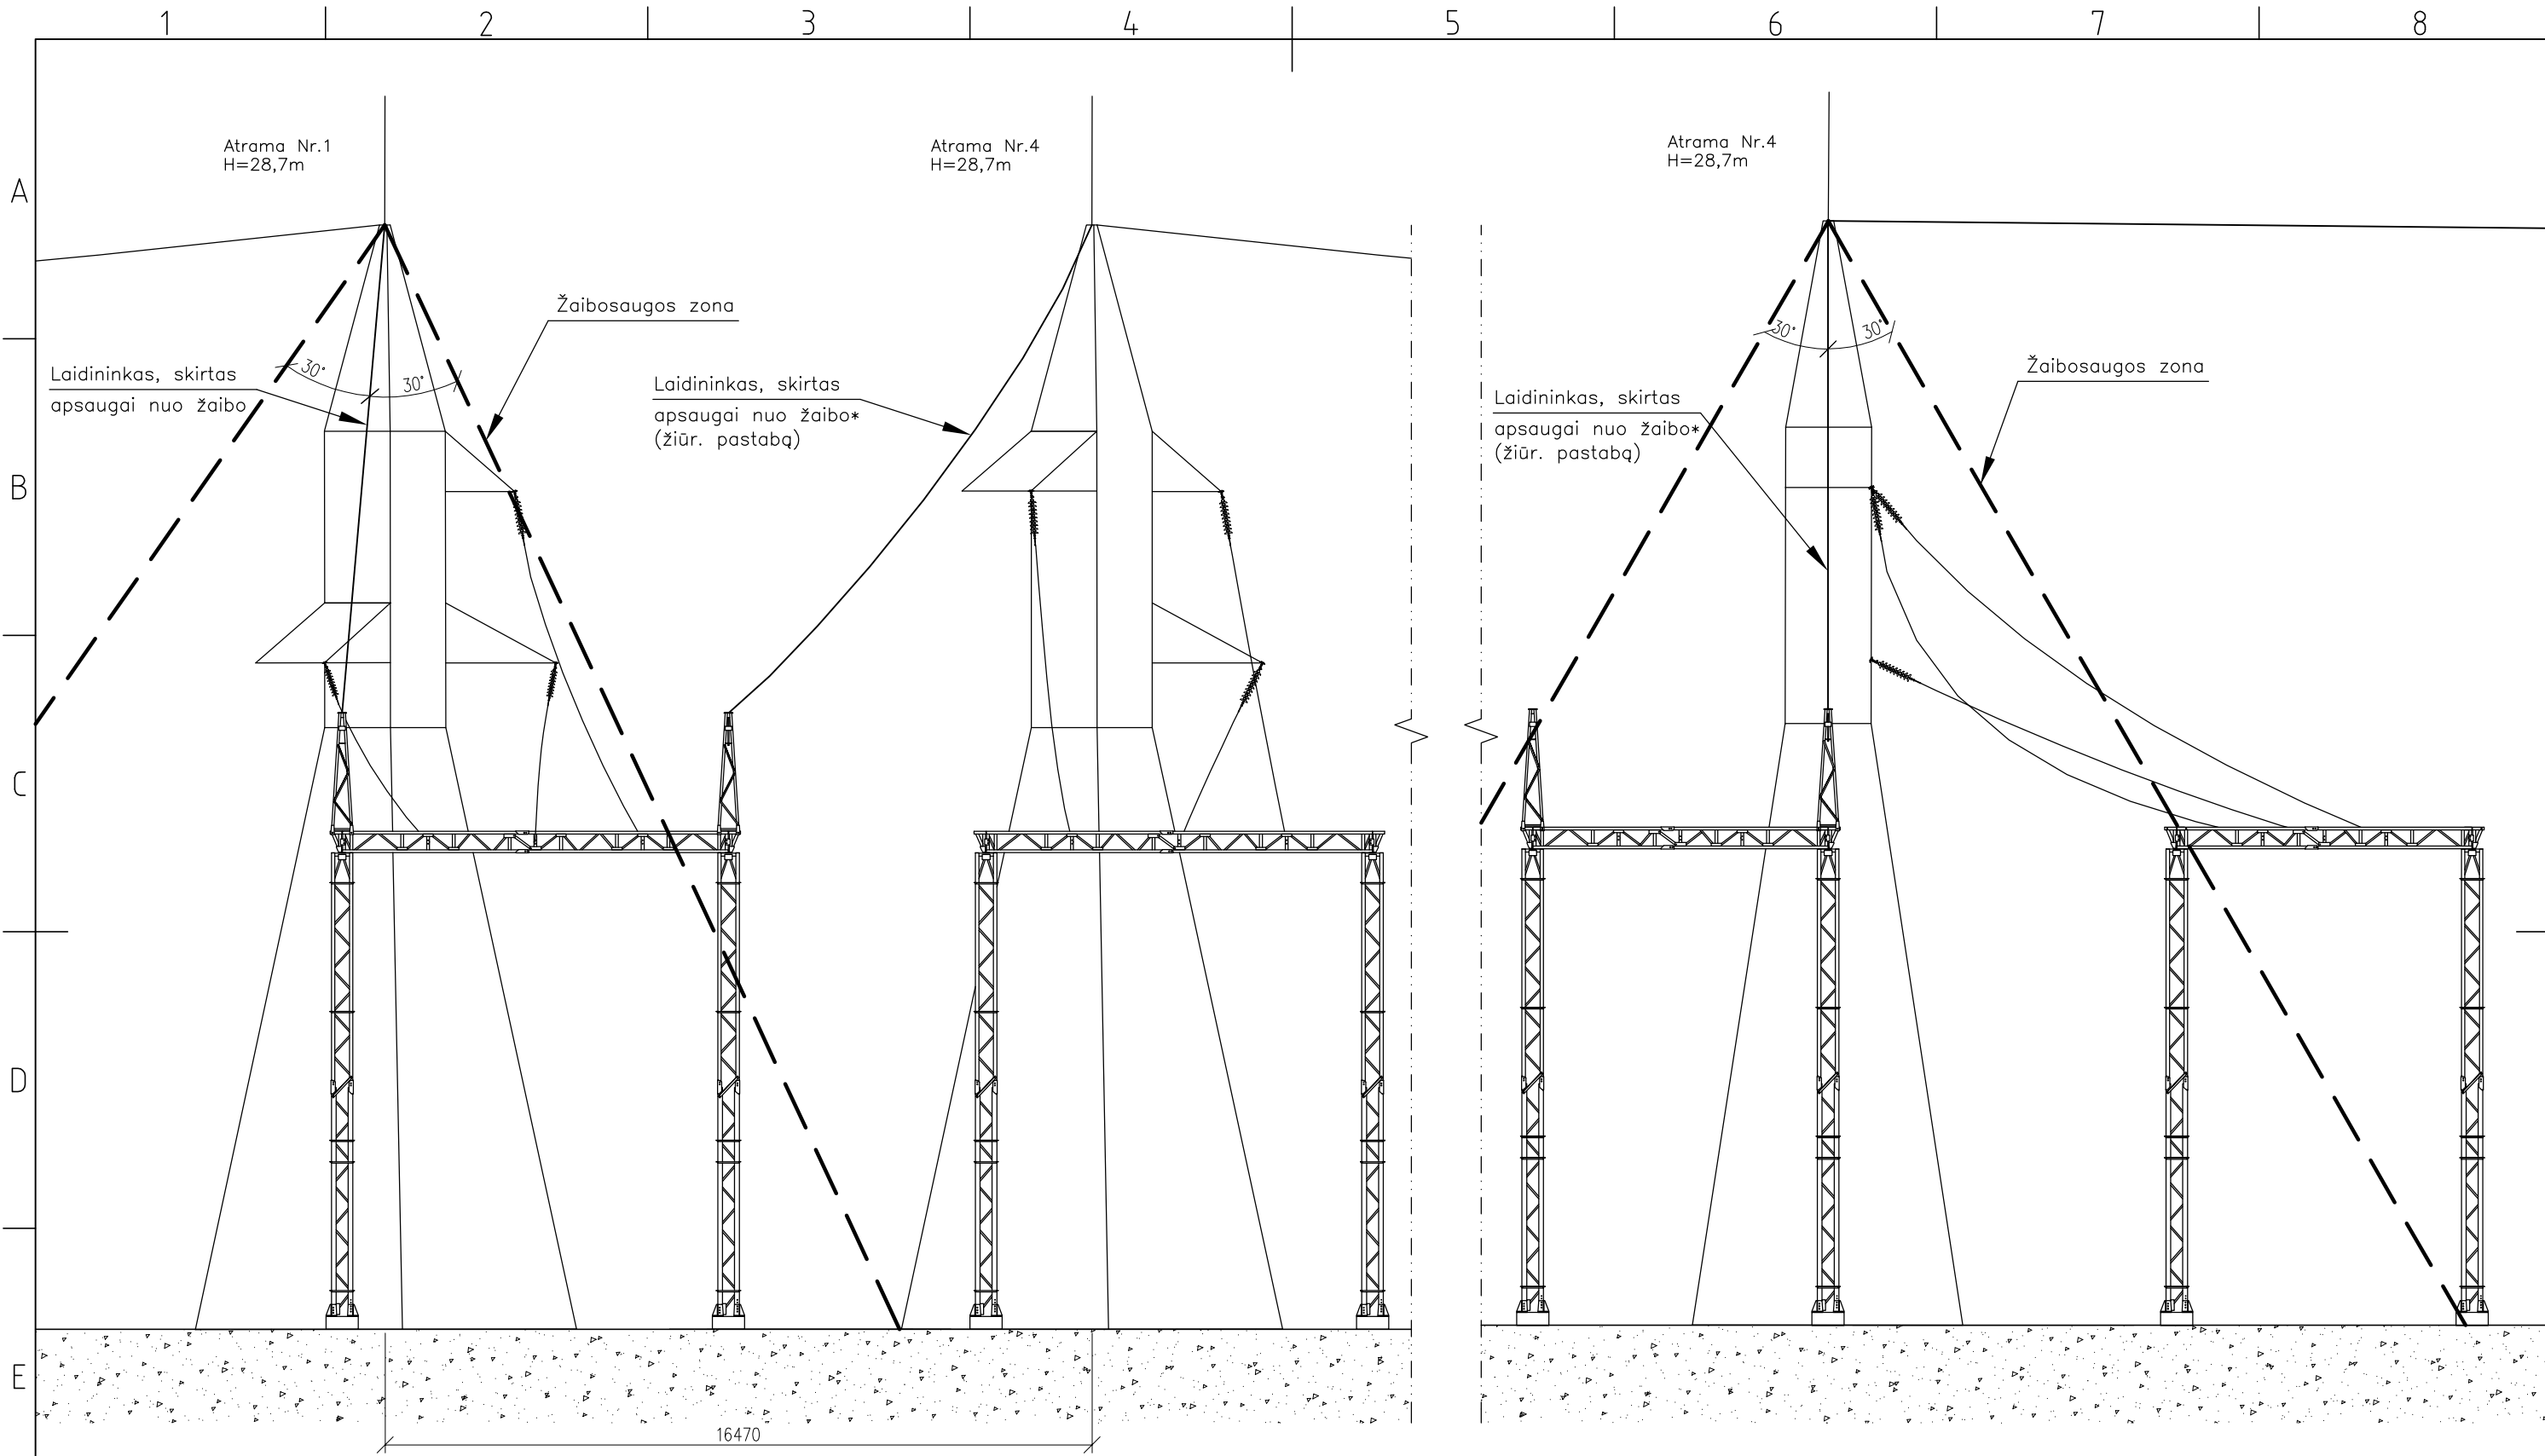 1 2 3 4 5 6 7 8
A
B
C
D
E
Atrama Nr.1
H=28,7m
Žaibosaugos zona
Laidininkas, skirtas
apsaugai nuo žaibo
30°
30°
Atrama Nr.4
H=28,7m
Laidininkas, skirtas
apsaugai nuo žaibo*
(žiūr. pastabą)
16470
Atrama Nr.4
H=28,7m
30°
30°
Žaibosaugos zona
Laidininkas, skirtas
apsaugai nuo žaibo*
(žiūr. pastabą)